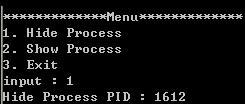 *************Menu*************
1. Hide Process
2. Show Process
3. Exit
input : 1
Hide Process PID : 1612